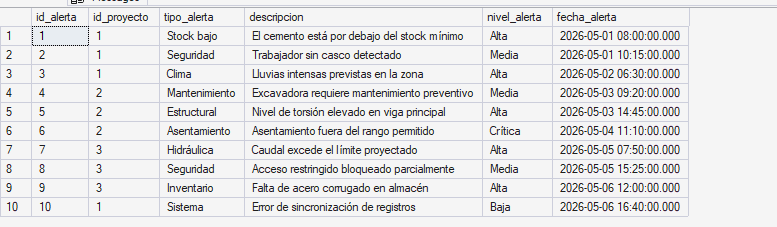 id_alerta id_proyecto tipo_alerta descripcion nivel_alerta fecha_alerta
1 1 1 Stock bajo El cemento está por debajo del stock mínimo Alta 2026-05-01 08:00:00.000
2 2 1 Seguridad Trabajador sin casco detectado Media 2026-05-01 10:15:00.000
3 3 1 Clima Lluvias intensas previstas en la zona Alta 2026-05-02 06:30:00.000
4 4 2 Mantenimiento Excavadora requiere mantenimiento preventivo Media 2026-05-03 09:20:00.000
5 5 2 Estructural Nivel de torsión elevado en viga principal Alta 2026-05-03 14:45:00.000
6 6 2 Asentamiento Asentamiento fuera del rango permitido Crítica 2026-05-04 11:10:00.000
7 7 3 Hidráulica Caudal excede el límite proyectado Alta 2026-05-05 07:50:00.000
8 8 3 Seguridad Acceso restringido bloqueado parcialmente Media 2026-05-05 15:25:00.000
9 9 3 Inventario Falta de acero corrugado en almacén Alta 2026-05-06 12:00:00.000
10 10 1 Sistema Error de sincronización de registros Baja 2026-05-06 16:40:00.000